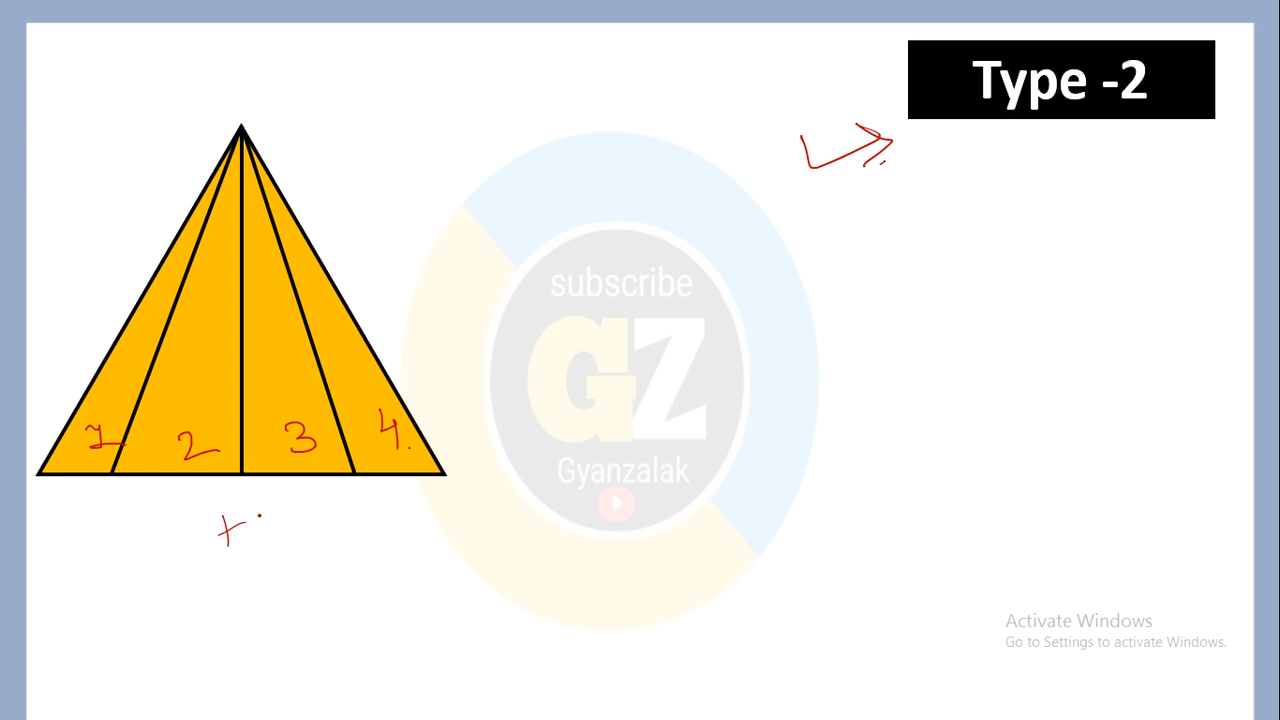 Type -2
subscribe
GZ
Gyanzalak
1 2 3 4.
+
Activate Windows
Go to Settings to activate Windows.